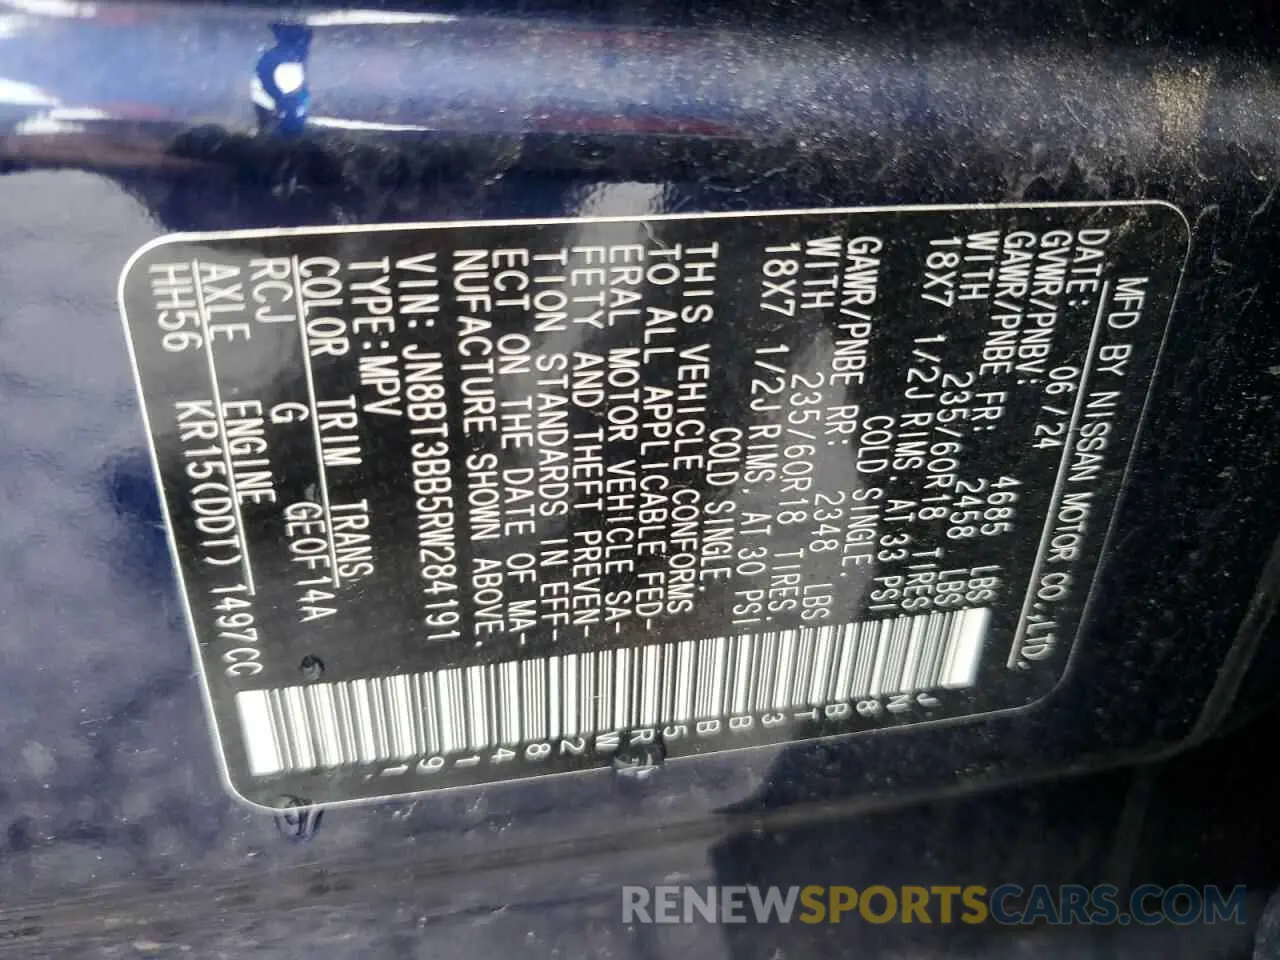 MFD BY NISSAN MOTOR CO.,LTD.
DATE: 06/24
GVWR/PNBV: 4685 LBS
GAWR/PNBE FR: 2458 LBS
WITH 235/60R18 TIRES.
18X7 1/2J RIMS. AT 33 PSI
COLD SINGLE.
GAWR/PNBE RR: 2348 LBS.
WITH 235/60R18 TIRES.
18X7 1/2J RIMS. AT 30 PSI
COLD SINGLE.
THIS VEHICLE CONFORMS
TO ALL APPLICABLE FED-
ERAL MOTOR VEHICLE SA-
FETY AND THEFT PREVEN-
TION STANDARDS IN EFF-
ECT ON THE DATE OF MA-
NUFACTURE SHOWN ABOVE.
VIN: JN8BT3BB5RW284191
TYPE:MPV
COLOR TRIM TRANS
RCJ G GE0F14A
AXLE ENGINE
HH56 KR15(DDT) 1497CC
JN8BT3BB5RW284191
RENEWSPORTSCARS.COM